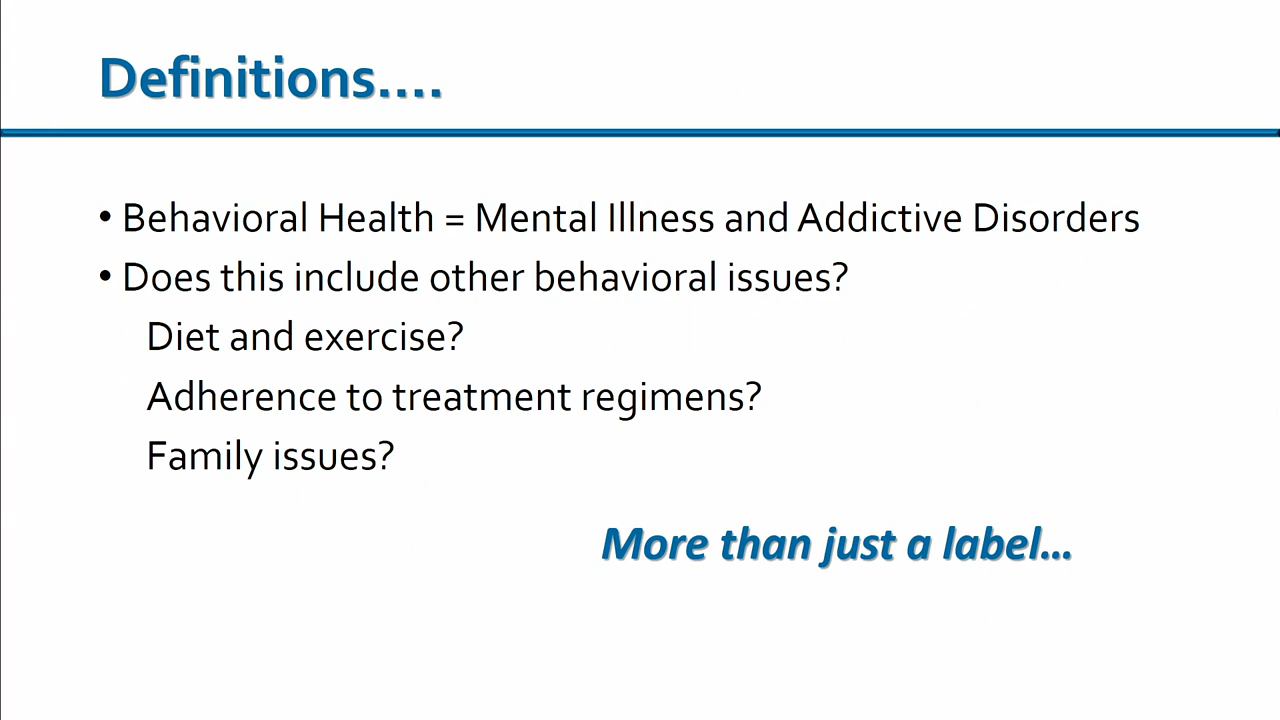 Definitions....
• Behavioral Health = Mental Illness and Addictive Disorders
• Does this include other behavioral issues?
Diet and exercise?
Adherence to treatment regimens?
Family issues?
More than just a label...